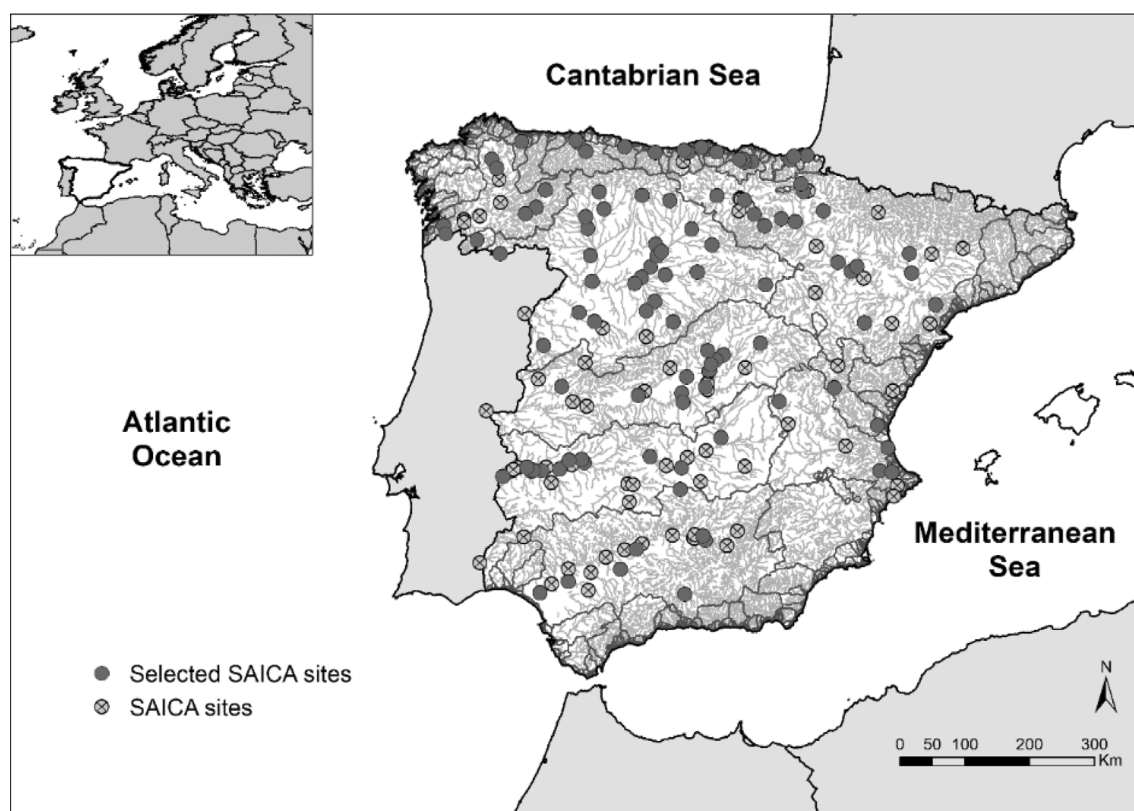 Cantabrian Sea
Atlantic
Ocean
Mediterranean
Sea
Selected SAICA sites
SAICA sites
N
0 50 100 200 300
Km